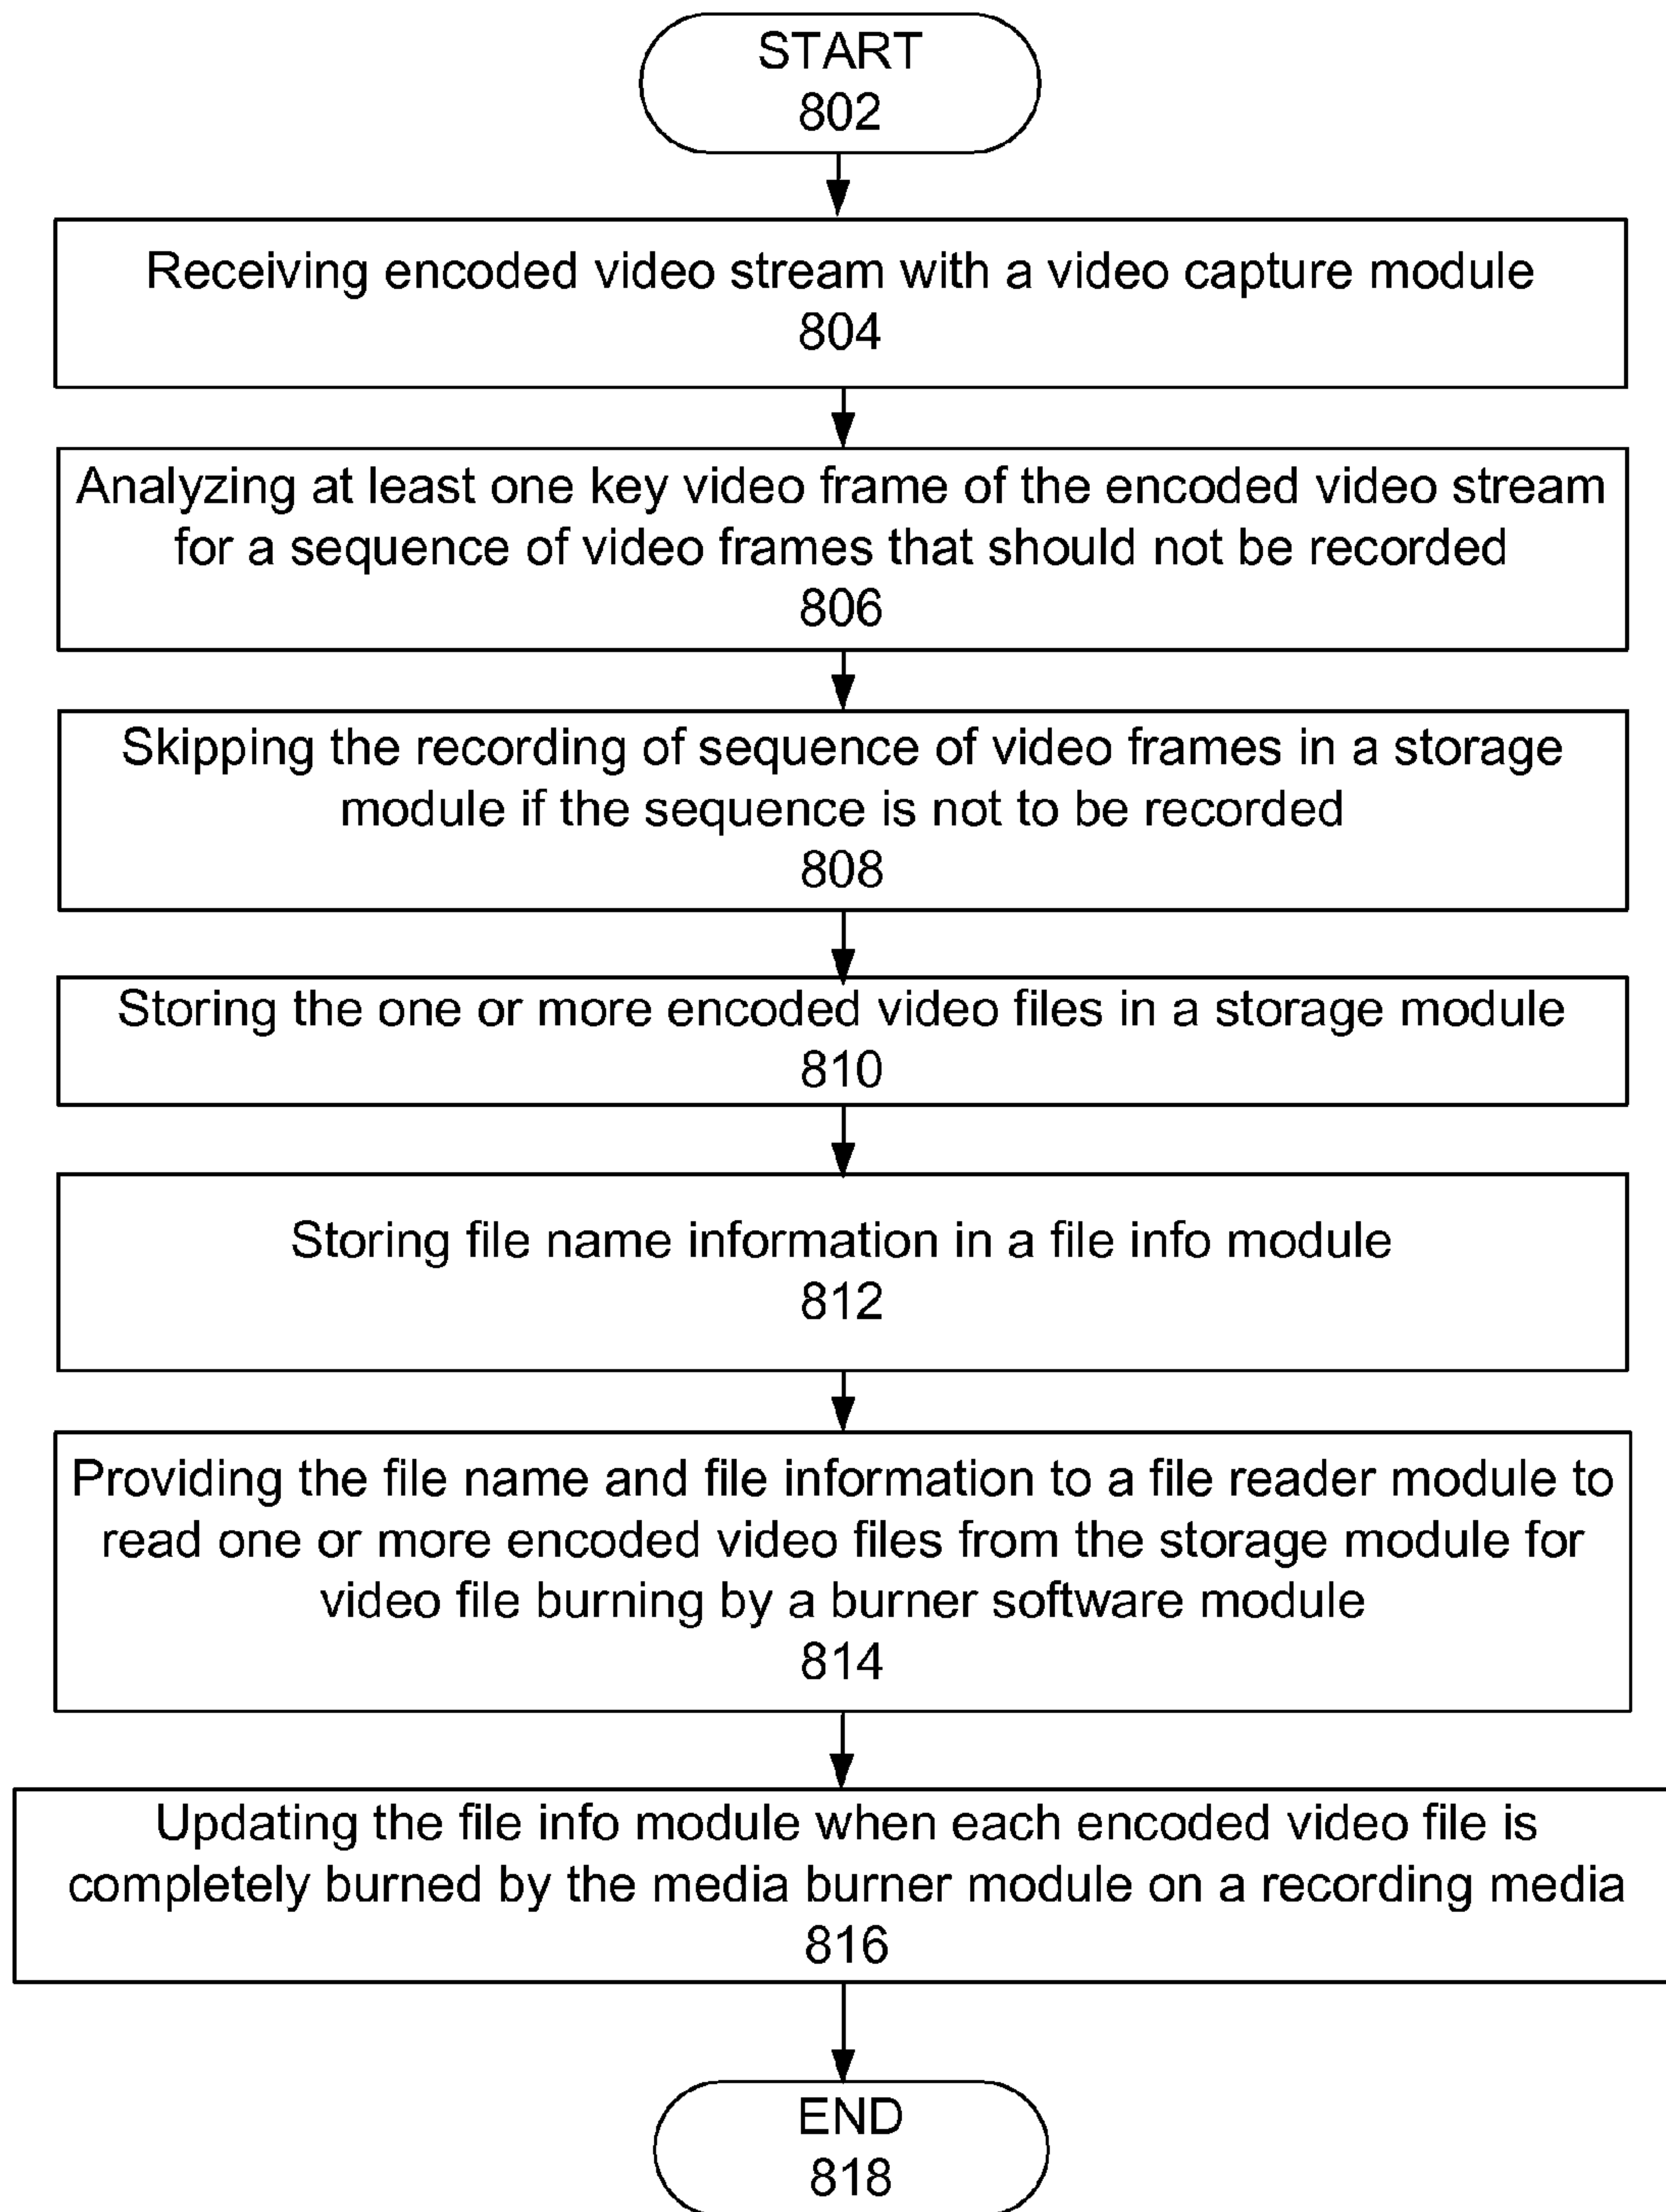 START
802
Receiving encoded video stream with a video capture module
804
Analyzing at least one key video frame of the encoded video stream
for a sequence of video frames that should not be recorded
806
Skipping the recording of sequence of video frames in a storage
module if the sequence is not to be recorded
808
Storing the one or more encoded video files in a storage module
810
Storing file name information in a file info module
812
Providing the file name and file information to a file reader module to
read one or more encoded video files from the storage module for
video file burning by a burner software module
814
Updating the file info module when each encoded video file is
completely burned by the media burner module on a recording media
816
END
818